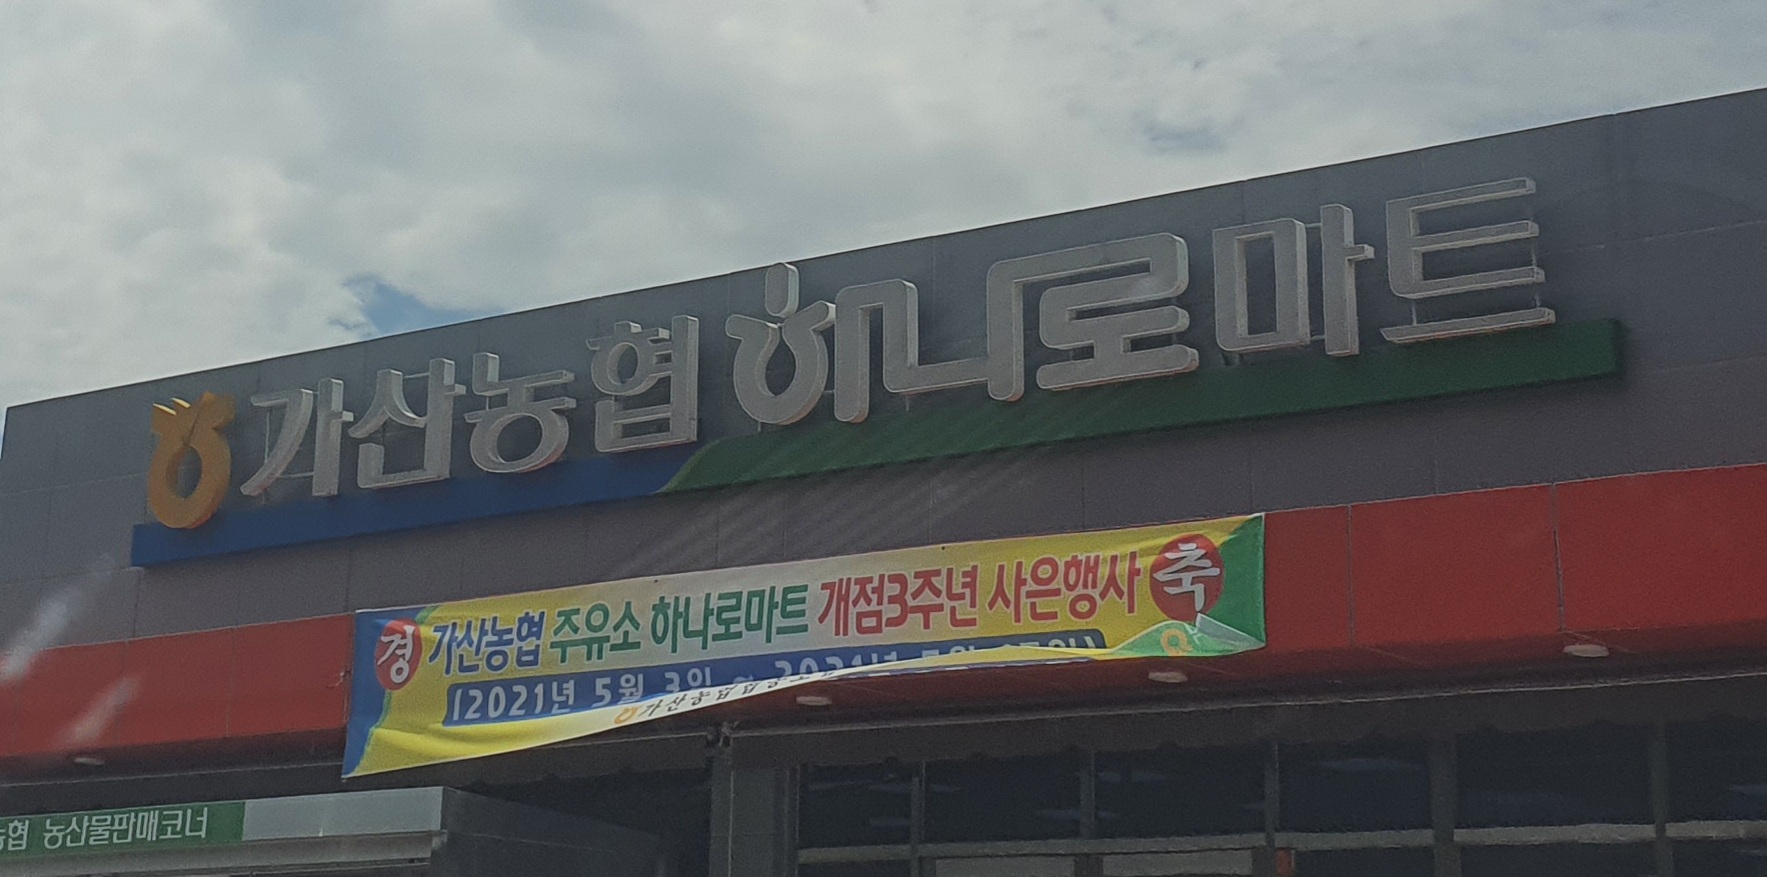 가산농협 하나로마트
경 가산농협 주유소 하나로마트 개점3주년 사은행사 축
(2021년 5월 3일 ~
가산농협
농협 농산물판매코너